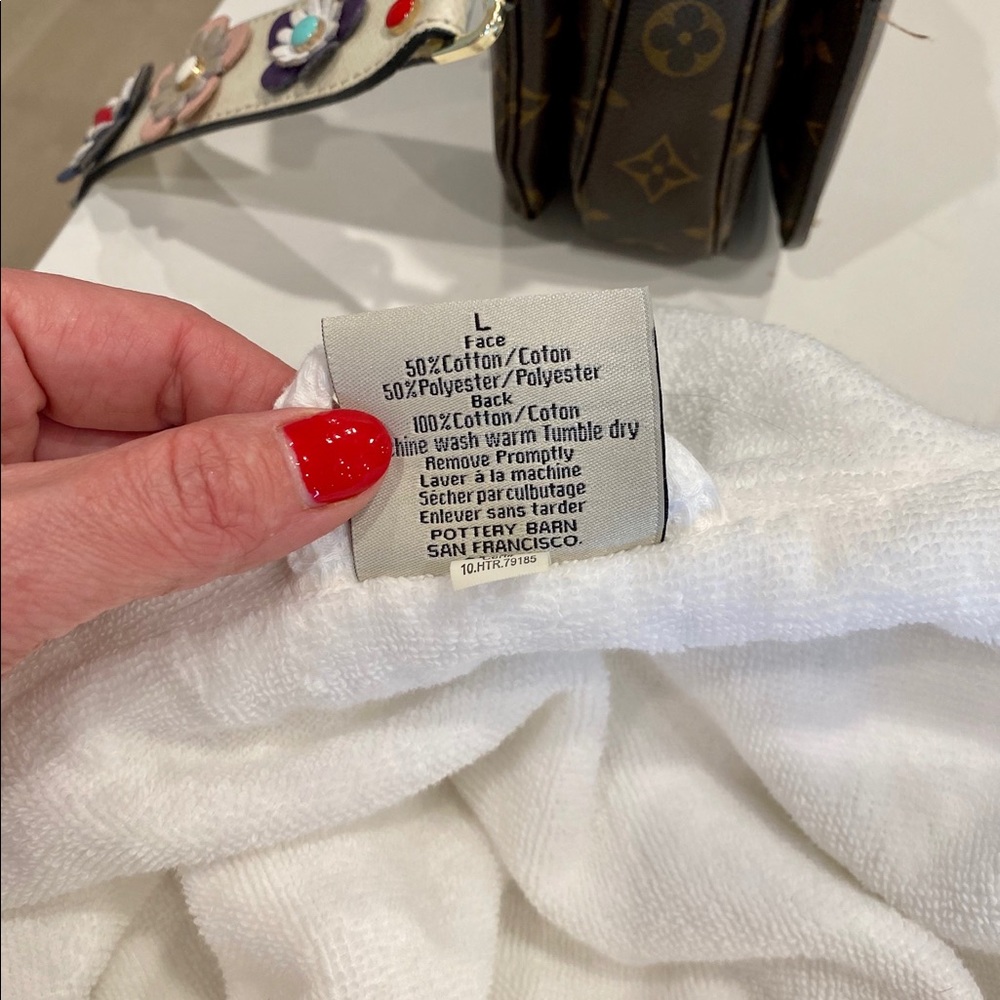 L
Face
50%Cotton/Coton
50%Polyester/Polyester
Back
100%Cotton/Coton
chine wash warm Tumble dry
Remove Promptly
Laver à la machine
Sécher par culbutage
Enlever sans tarder
POTTERY BARN
SAN FRANCISCO.
10.HTR.79185